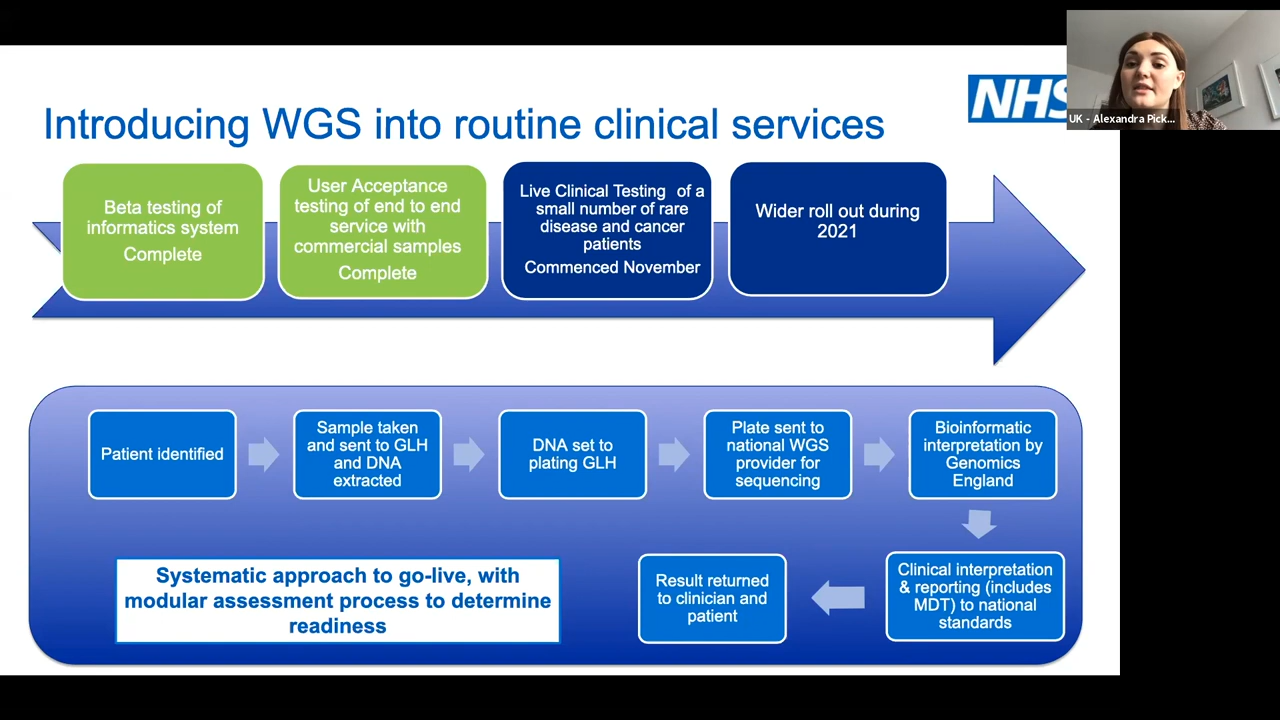 NHS
UK - Alexandra Pick...
Introducing WGS into routine clinical services
Beta testing of
informatics system
Complete
User Acceptance
testing of end to end
service with
commercial samples
Complete
Live Clinical Testing of a
small number of rare
disease and cancer
patients
Commenced November
Wider roll out during
2021
Patient identified
Sample taken
and sent to GLH
and DNA
extracted
DNA set to
plating GLH
Plate sent to
national WGS
provider for
sequencing
Bioinformatic
interpretation by
Genomics
England
Clinical interpretation
& reporting (includes
MDT) to national
standards
Result returned
to clinician and
patient
Systematic approach to go-live, with
modular assessment process to determine
readiness